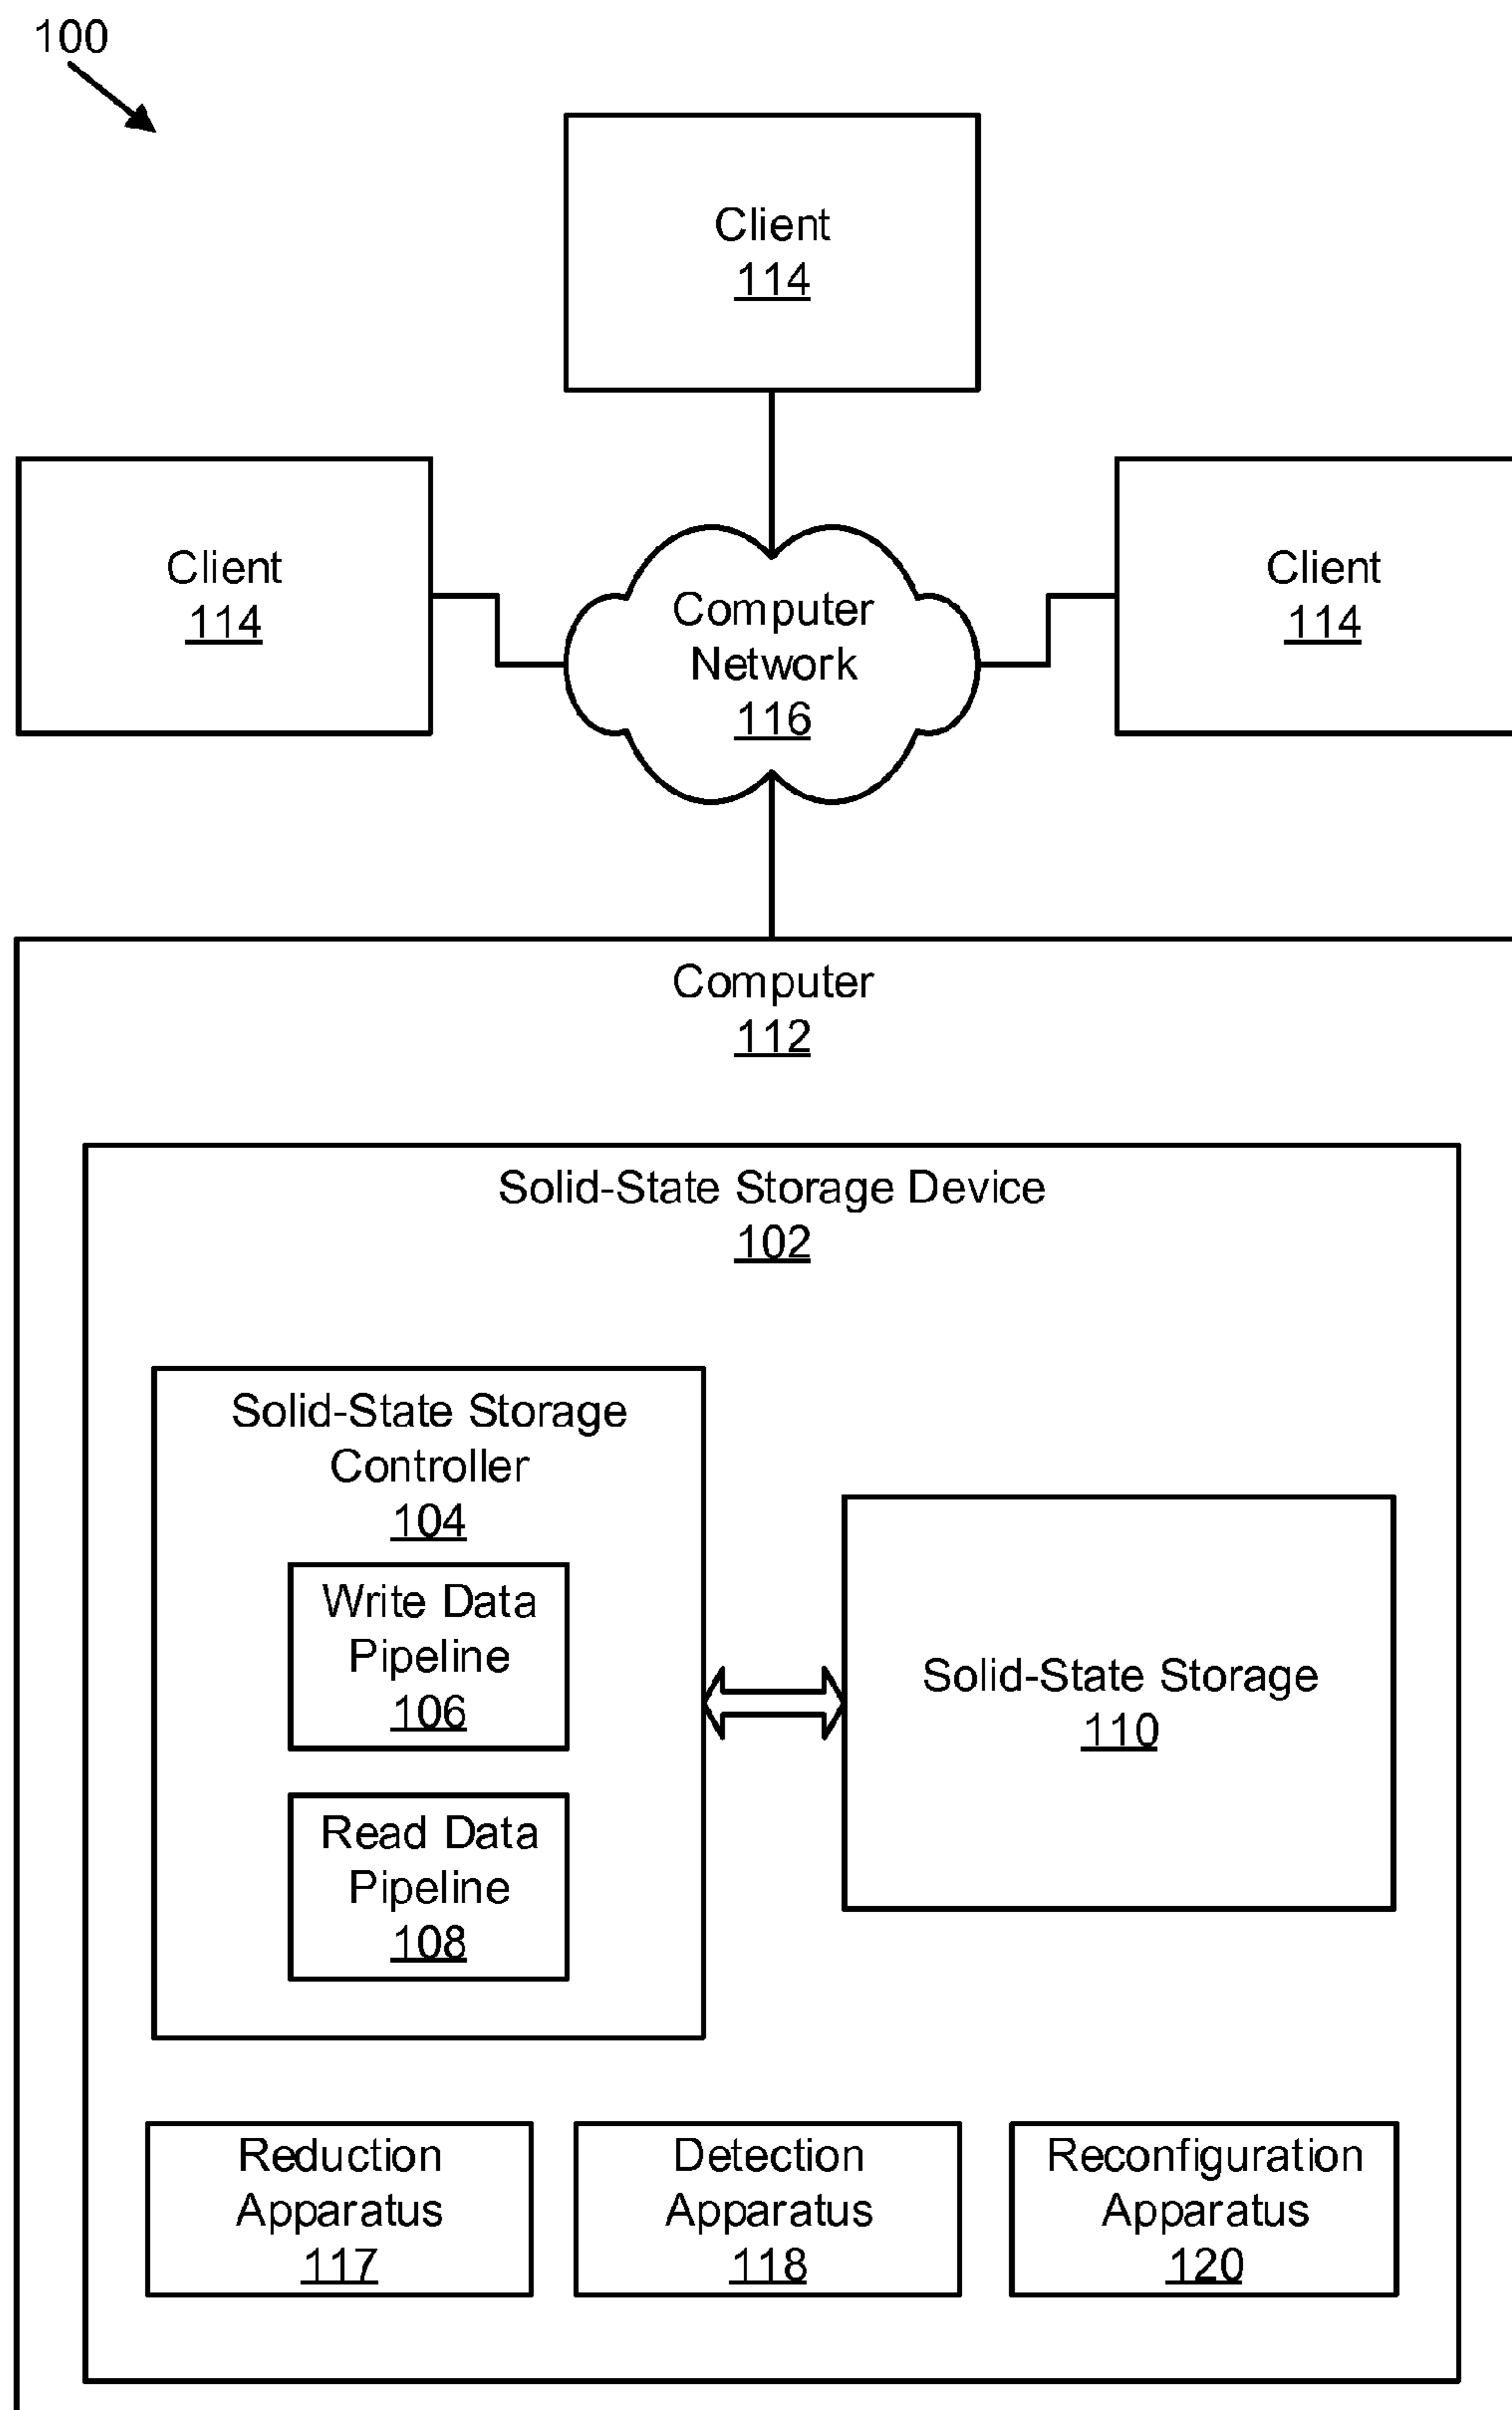 100
Client
114
Client
114
Client
114
Computer
Network
116
Computer
112
Solid-State Storage Device
102
Solid-State Storage
Controller
104
Write Data
Pipeline
106
Read Data
Pipeline
108
Solid-State Storage
110
Reduction
Apparatus
117
Detection
Apparatus
118
Reconfiguration
Apparatus
120